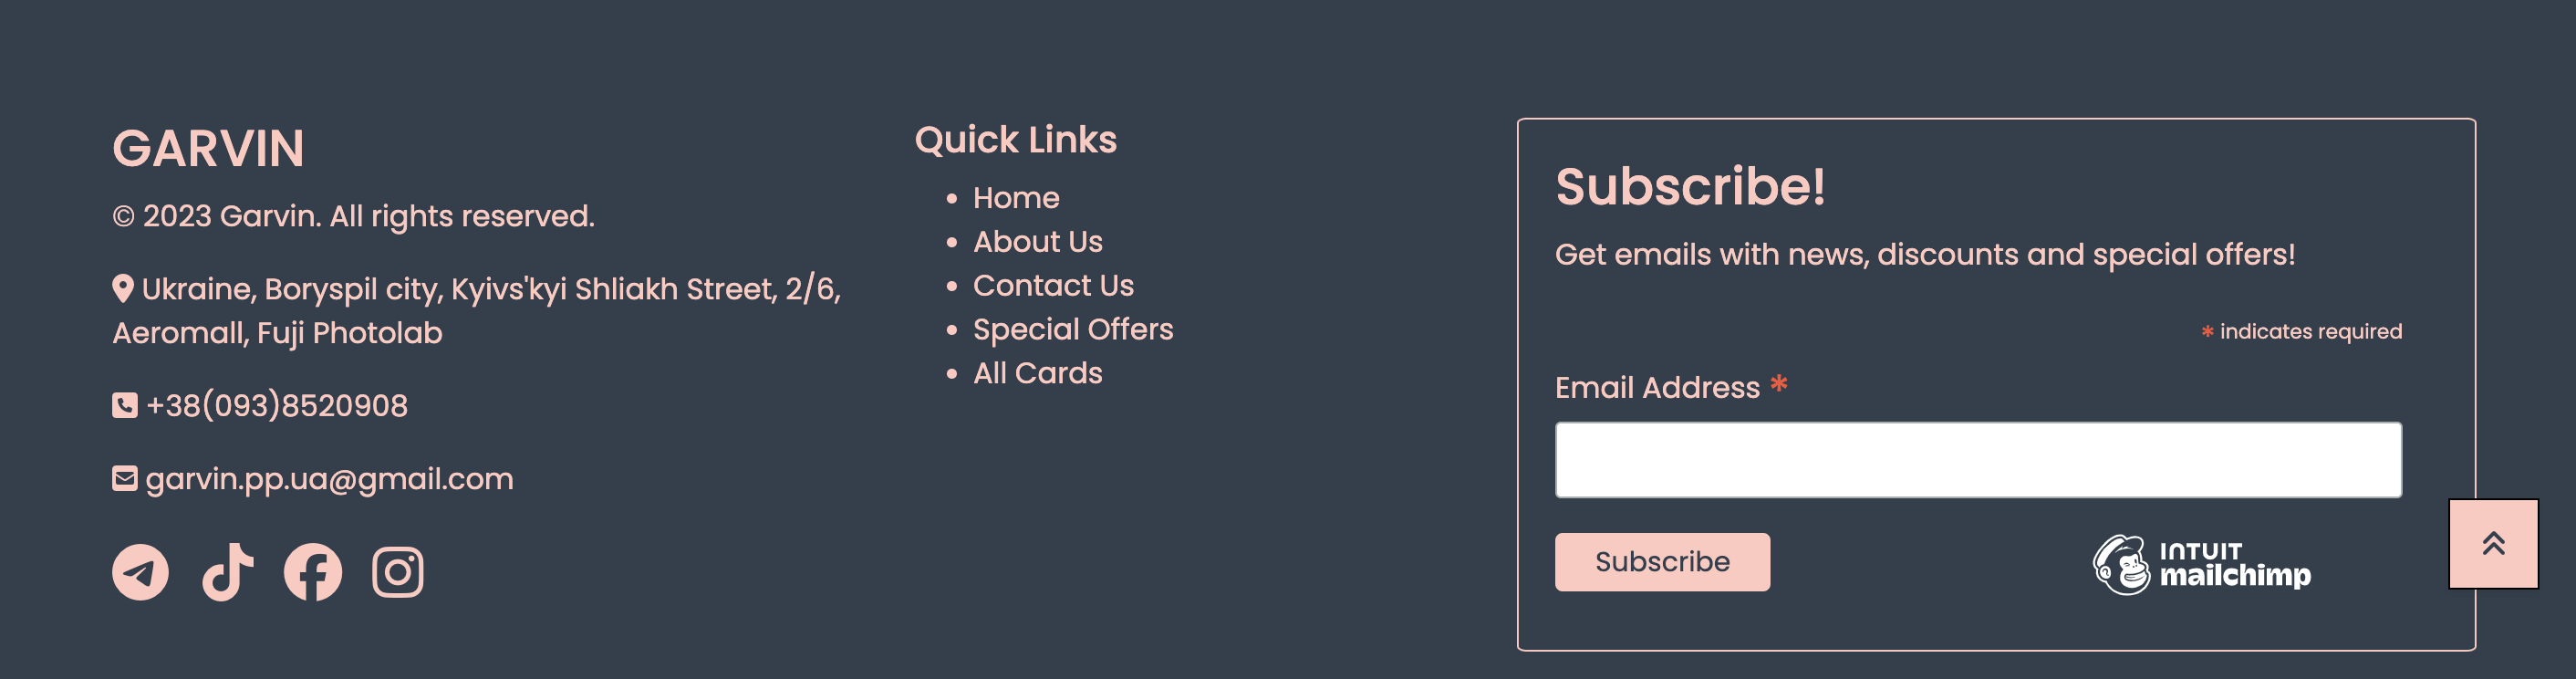 GARVIN
© 2023 Garvin. All rights reserved.
Ukraine, Boryspil city, Kyivs'kyi Shliakh Street, 2/6,
Aeromall, Fuji Photolab
+38(093)8520908
garvin.pp.ua@gmail.com
Quick Links
Home
About Us
Contact Us
Special Offers
All Cards
Subscribe!
Get emails with news, discounts and special offers!
* indicates required
Email Address *
Subscribe
INTUIT
mailchimp